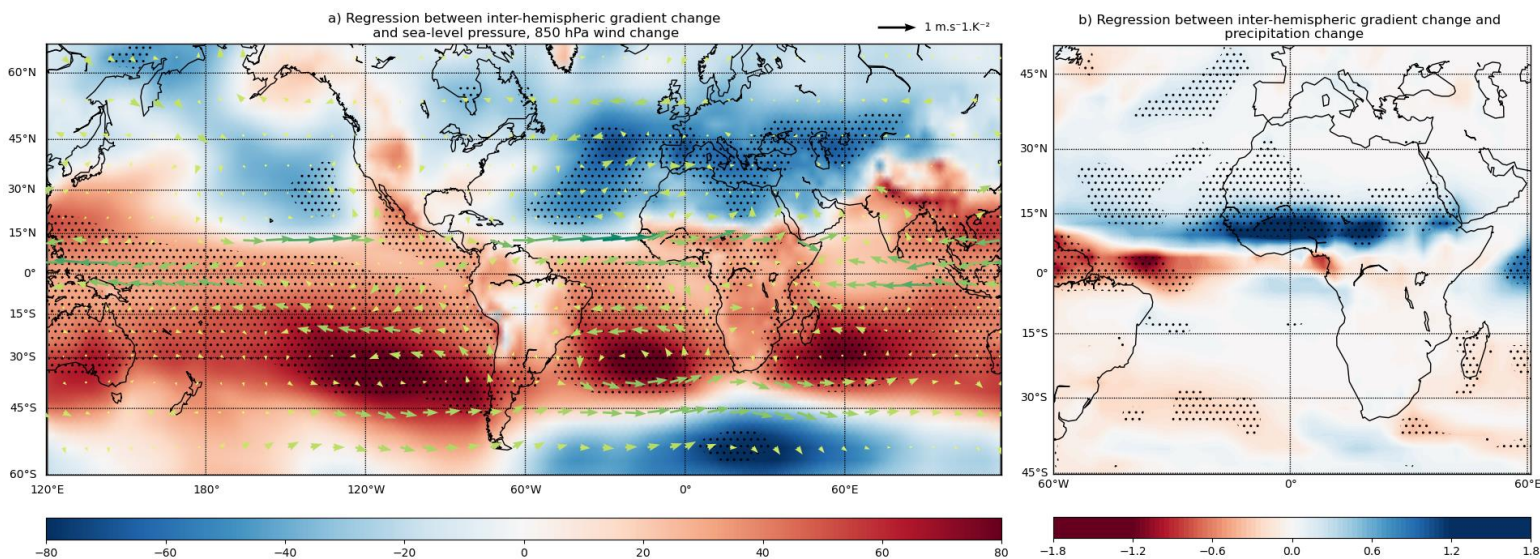 a) Regression between inter-hemispheric gradient change
and sea-level pressure, 850 hPa wind change
1 m.s⁻1.K⁻²
60°N
45°N
30°N
15°N
0°
15°S
30°S
45°S
60°S
120°E
180°
120°W
60°W
0°
60°E
−80
−60
−40
−20
0
20
40
60
80
b) Regression between inter-hemispheric gradient change and
precipitation change
45°N
30°N
15°N
0°
15°S
30°S
45°S
60°W
0°
60°E
−1.8
−1.2
−0.6
0.0
0.6
1.2
1.8